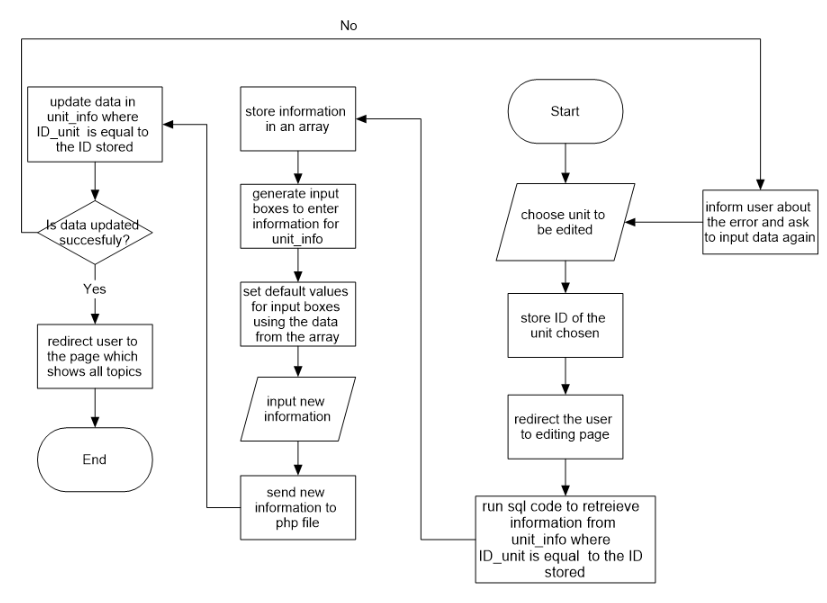 No
Start
choose unit to
be edited
store ID of the
unit chosen
redirect the user
to editing page
run sql code to retreieve
information from
unit_info where
ID_unit is equal  to the ID
stored
store information
in an array
generate input
boxes to enter
information for
unit_info
set default values
for input boxes
using the data
from the array
input new
information
send new
information to
php file
update data in
unit_info where
ID_unit  is equal to
the ID stored
Is data updated
succesfuly?
Yes
redirect user to
the page which
shows all topics
End
inform user about
the error and ask
to input data again